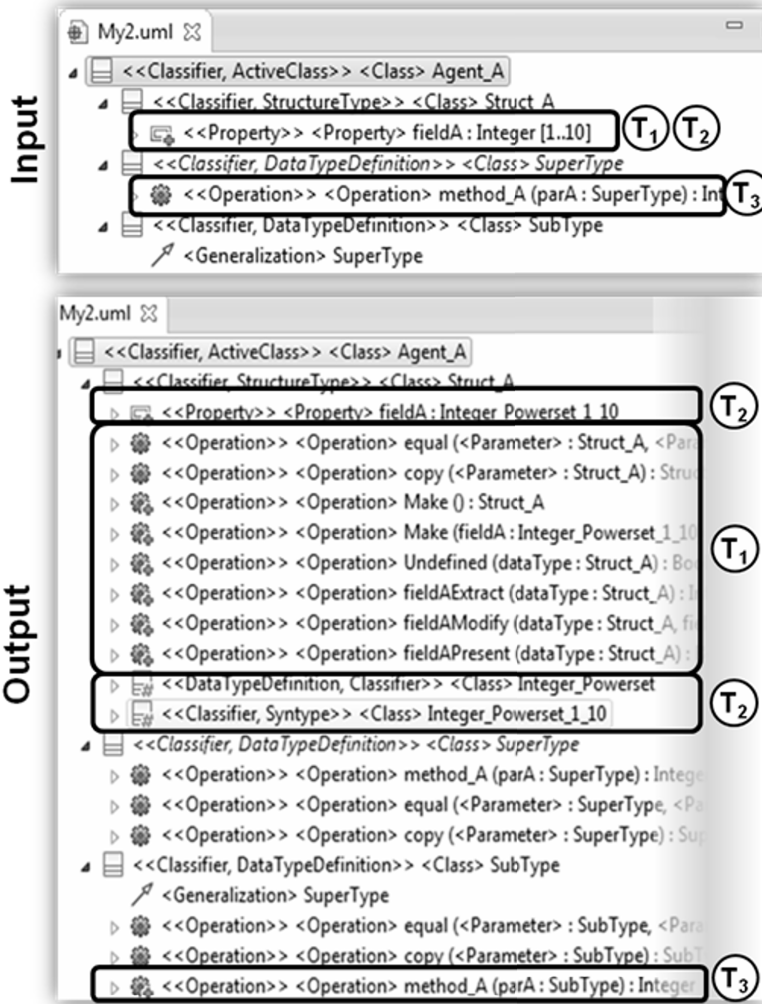 My2.uml
<<Classifier, ActiveClass>> <Class> Agent_A
<<Classifier, StructureType>> <Class> Struct_A
<<Property>> <Property> fieldA : Integer [1..10]
T1 T2
<<Classifier, DataTypeDefinition>> <Class> SuperType
<<Operation>> <Operation> method_A (parA : SuperType) : Int
T3
<<Classifier, DataTypeDefinition>> <Class> SubType
<Generalization> SuperType
Input
My2.uml
<<Classifier, ActiveClass>> <Class> Agent_A
<<Classifier, StructureType>> <Class> Struct_A
<<Property>> <Property> fieldA : Integer_Powerset_1_10
T2
<<Operation>> <Operation> equal (<Parameter> : Struct_A, <Para
<<Operation>> <Operation> copy (<Parameter> : Struct_A) : Struc
<<Operation>> <Operation> Make () : Struct_A
<<Operation>> <Operation> Make (fieldA : Integer_Powerset_1_10
T1
<<Operation>> <Operation> Undefined (dataType : Struct_A) : Boo
<<Operation>> <Operation> fieldAExtract (dataType : Struct_A) : I
<<Operation>> <Operation> fieldAModify (dataType : Struct_A, fi
<<Operation>> <Operation> fieldAPresent (dataType : Struct_A) :
<<DataTypeDefinition, Classifier>> <Class> Integer_Powerset
T2
<<Classifier, Syntype>> <Class> Integer_Powerset_1_10
<<Classifier, DataTypeDefinition>> <Class> SuperType
<<Operation>> <Operation> method_A (parA : SuperType) : Intege
<<Operation>> <Operation> equal (<Parameter> : SuperType, <Pa
<<Operation>> <Operation> copy (<Parameter> : SuperType) : Sup
<<Classifier, DataTypeDefinition>> <Class> SubType
<Generalization> SuperType
<<Operation>> <Operation> equal (<Parameter> : SubType, <Para
<<Operation>> <Operation> copy (<Parameter> : SubType) : SubT
<<Operation>> <Operation> method_A (parA : SubType) : Integer
T3
Output